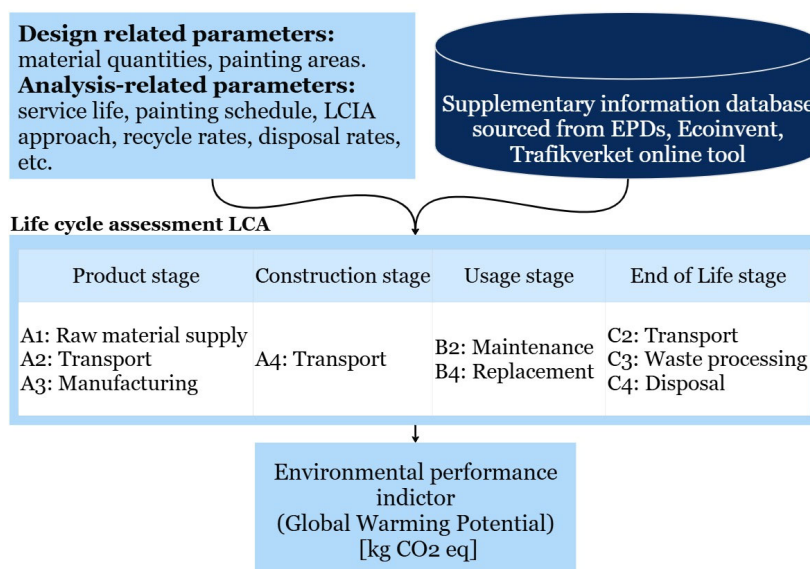 Design related parameters:
material quantities, painting areas.
Analysis-related parameters:
service life, painting schedule, LCIA
approach, recycle rates, disposal rates,
etc.
Supplementary information database
sourced from EPDs, Ecoinvent,
Trafikverket online tool
Life cycle assessment LCA
Product stage
Construction stage
Usage stage
End of Life stage
A1: Raw material supply
A2: Transport
A3: Manufacturing
A4: Transport
B2: Maintenance
B4: Replacement
C2: Transport
C3: Waste processing
C4: Disposal
Environmental performance
indictor
(Global Warming Potential)
[kg CO2 eq]